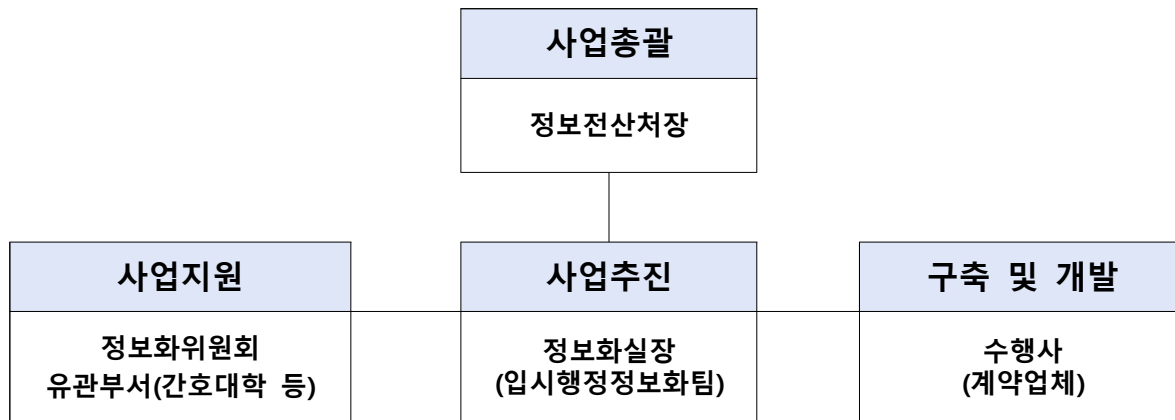 사업총괄
정보전산처장
사업지원
정보화위원회
유관부서(간호대학 등)
사업추진
정보화실장
(입시행정정보화팀)
구축 및 개발
수행사
(계약업체)